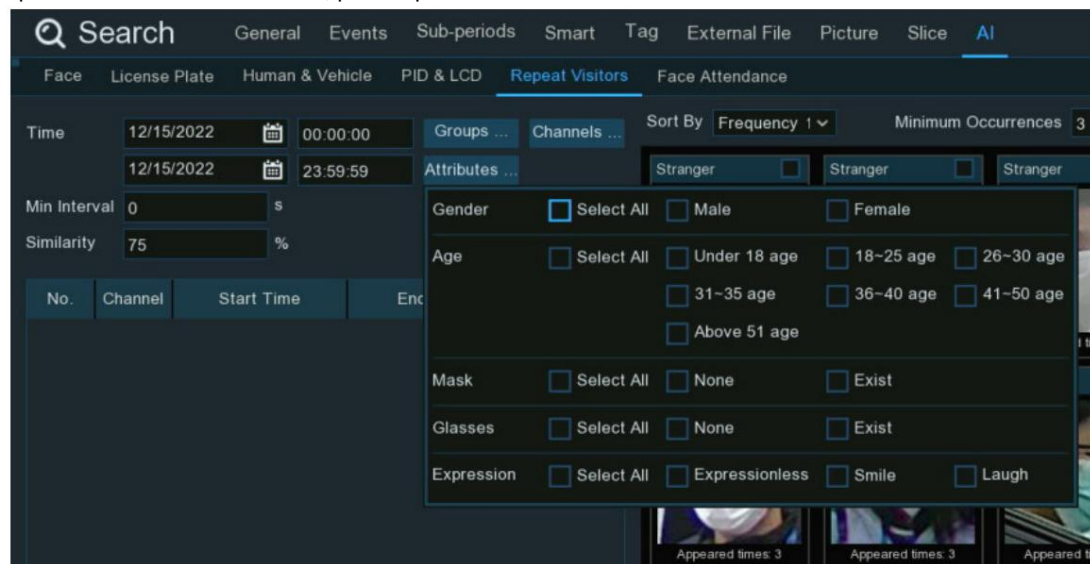 Search General Events Sub-periods Smart Tag External File Picture Slice AI
Face License Plate Human & Vehicle PID & LCD Repeat Visitors Face Attendance
Time 12/15/2022 00:00:00 Groups ... Channels ... Sort By Frequency Minimum Occurrences 3
12/15/2022 23:59:59 Attributes ... Stranger Stranger Stranger
Min Interval 0 s Gender Select All Male Female
Similarity 75 % Age Select All Under 18 age 18~25 age 26~30 age
No. Channel Start Time 31~35 age 36~40 age 41~50 age
Above 51 age
Mask Select All None Exist
Glasses Select All None Exist
Expression Select All Expressionless Smile Laugh
Appeared times: 3 Appeared times: 3 Appeared